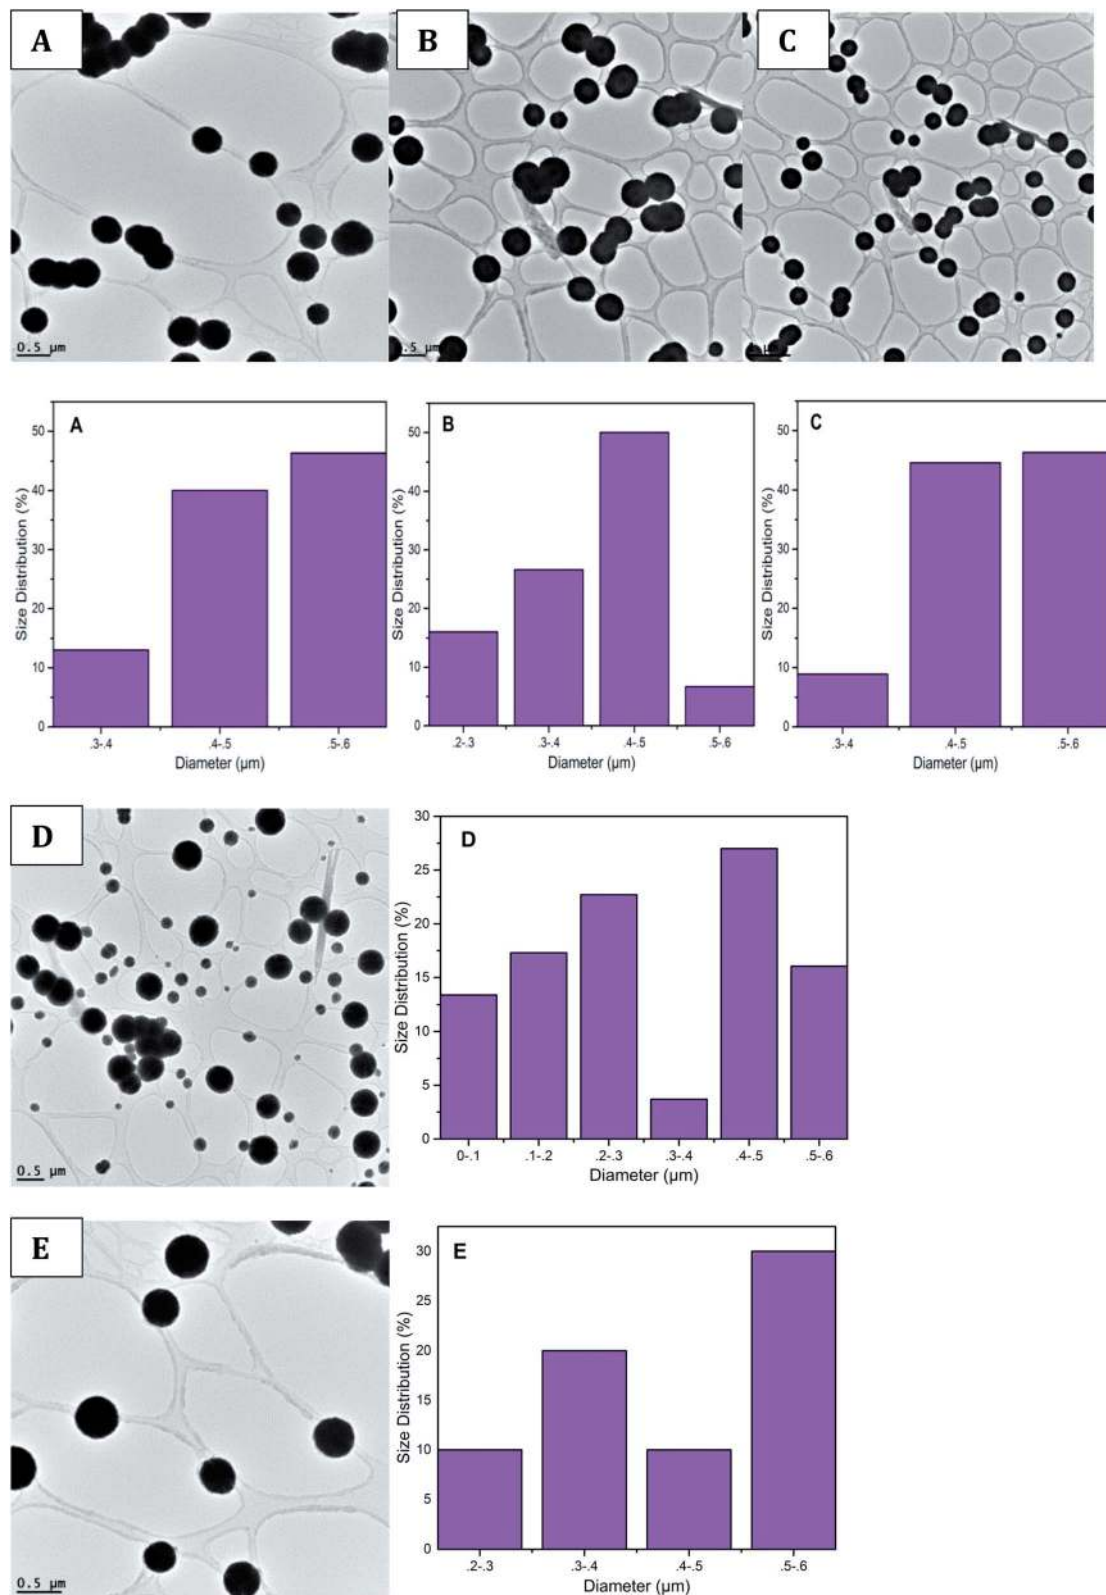 A
B
C
0.5 µm
.5 µm
A
Size Distribution (%)
50
40
30
20
10
0
.3-.4
.4-.5
.5-.6
Diameter (µm)
B
Size Distribution (%)
50
40
30
20
10
0
.2-.3
.3-.4
.4-.5
.5-.6
Diameter (µm)
C
Size Distribution (%)
50
40
30
20
10
0
.3-.4
.4-.5
.5-.6
Diameter (µm)
D
0.5 µm
D
Size Distribution (%)
30
25
20
15
10
5
0
0-.1
.1-.2
.2-.3
.3-.4
.4-.5
.5-.6
Diameter (µm)
E
0.5 µm
E
Size Distribution (%)
30
25
20
15
10
5
0
.2-.3
.3-.4
.4-.5
.5-.6
Diameter (µm)